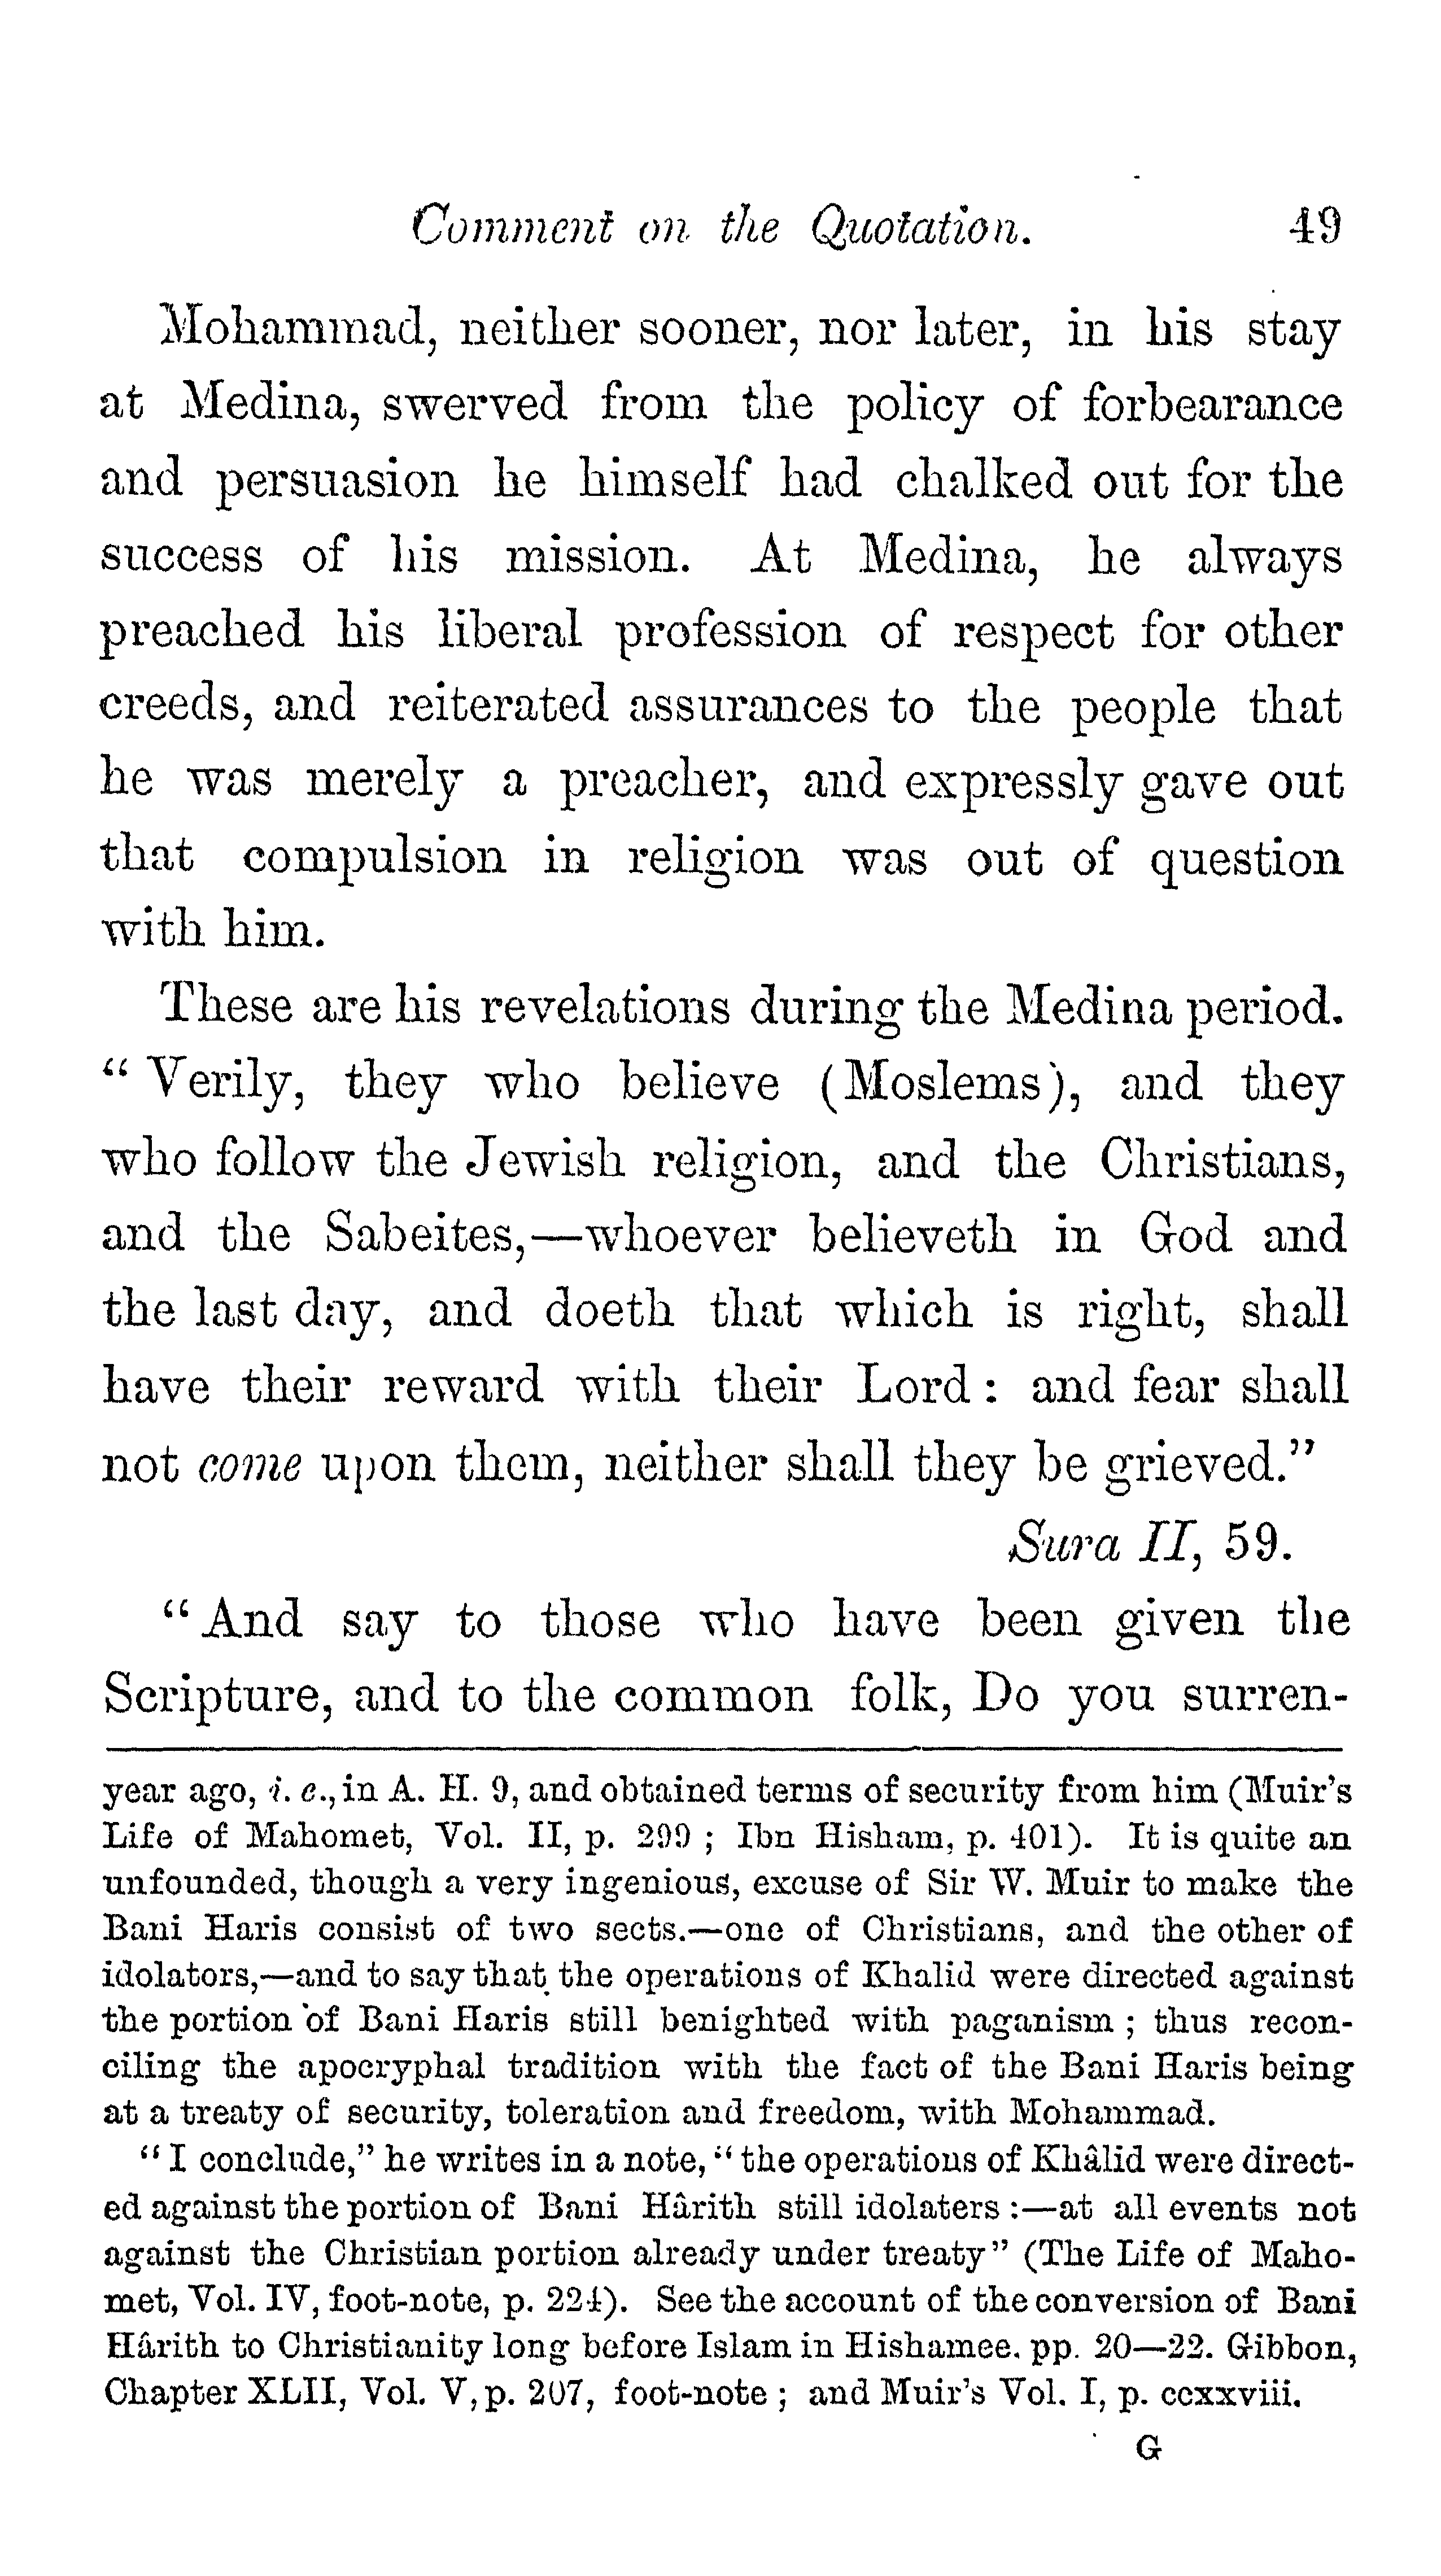 Comment on the Quotation. 49
Mohammad, neither sooner, nor later, in his stay
at Medina, swerved from the policy of forbearance
and persuasion he himself had chalked out for the
success of his mission. At Medina, he always
preached his liberal profession of respect for other
creeds, and reiterated assurances to the people that
he was merely a preacher, and expressly gave out
that compulsion in religion was out of question
with him.
These are his revelations during the Medina period.
“Verily, they who believe (Moslems), and they
who follow the Jewish religion, and the Christians,
and the Sabeites,—whoever believeth in God and
the last day, and doeth that which is right, shall
have their reward with their Lord: and fear shall
not come upon them, neither shall they be grieved.”
Sura II, 59.
“And say to those who have been given the
Scripture, and to the common folk, Do you surren-
year ago, i. e., in A. H. 9, and obtained terms of security from him (Muir's
Life of Mahomet, Vol. II, p. 299; Ibn Hisham, p. 401). It is quite an
unfounded, though a very ingenious, excuse of Sir W. Muir to make the
Bani Haris consist of two sects.—one of Christians, and the other of
idolators,—and to say that the operations of Khalid were directed against
the portion of Bani Haris still benighted with paganism; thus recon-
ciling the apocryphal tradition with the fact of the Bani Haris being
at a treaty of security, toleration and freedom, with Mohammad.
“I conclude,” he writes in a note, “the operations of Khâlid were direct-
ed against the portion of Bani Hârith still idolaters:—at all events not
against the Christian portion already under treaty” (The Life of Maho-
met, Vol. IV, foot-note, p. 224). See the account of the conversion of Bani
Hârith to Christianity long before Islam in Hishamee. pp. 20—22. Gibbon,
Chapter XLII, Vol. V, p. 207, foot-note; and Muir's Vol. I, p. ccxxviii.
G